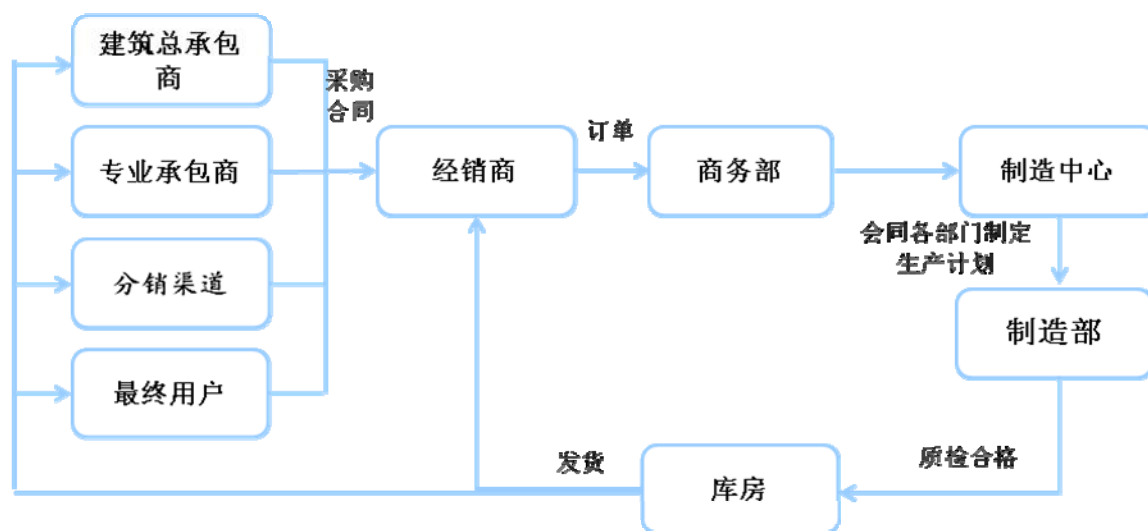 建筑总承包
商
采购
合同
专业承包商
经销商
订单
商务部
制造中心
会同各部门制定
生产计划
分销渠道
制造部
最终用户
发货
库房
质检合格